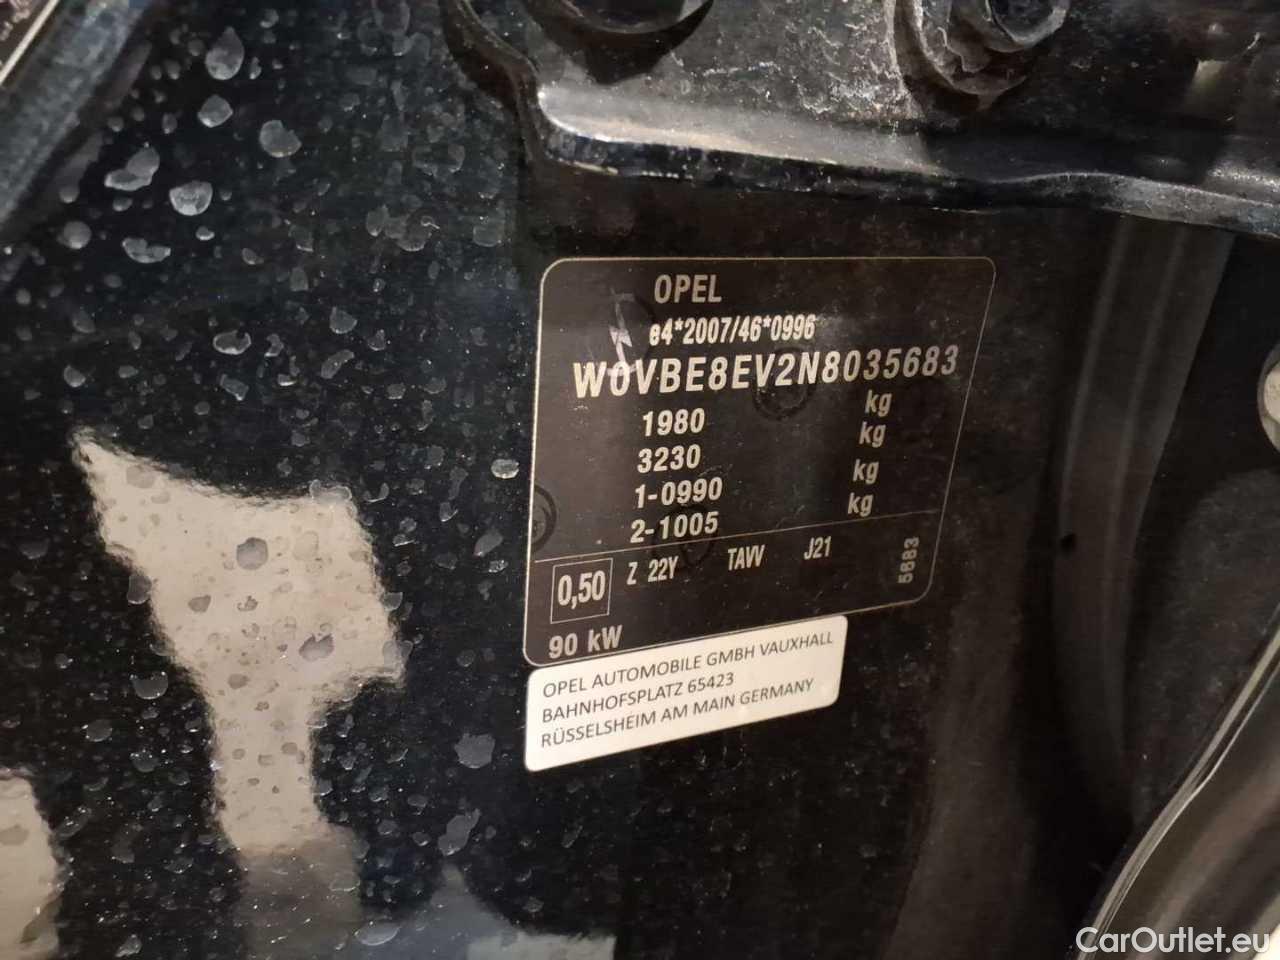 OPEL
e4*2007/46*0996
W0VBE8EV2N8035683
1980 kg
3230 kg
1-0990 kg
2-1005 kg
0,50 Z 22Y TAVV J21 5683
90 kW
OPEL AUTOMOBILE GMBH VAUXHALL
BAHNHOFSPLATZ 65423
RÜSSELSHEIM AM MAIN GERMANY
CarOutlet.eu